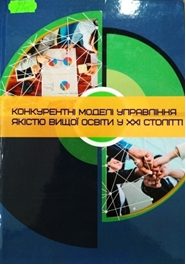 КОНКУРЕНТНІ МОДЕЛІ УПРАВЛІННЯ
ЯКІСТЮ ВИЩОЇ ОСВІТИ У XXI СТОЛІТТІ